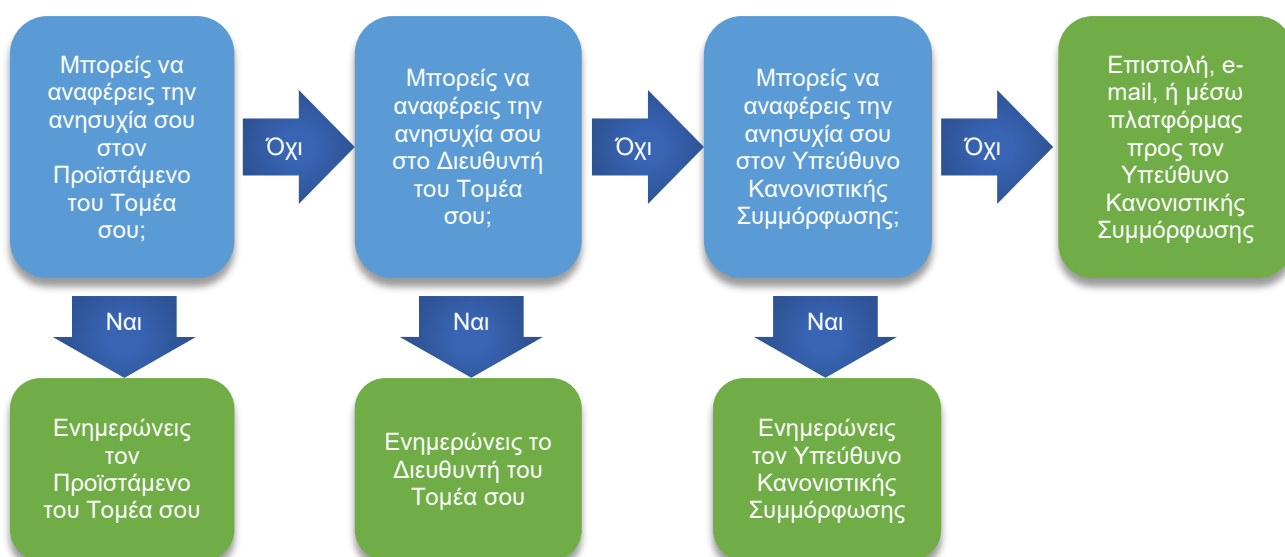 Μπορείς να
αναφέρεις την
ανησυχία σου
στον
Προϊστάμενο
του Τομέα
σου;
Όχι
Μπορείς να
αναφέρεις την
ανησυχία σου
στο Διευθυντή
του Τομέα
σου;
Όχι
Μπορείς να
αναφέρεις την
ανησυχία σου
στον Υπεύθυνο
Κανονιστικής
Συμμόρφωσης;
Όχι
Επιστολή, e-
mail, ή μέσω
πλατφόρμας
προς τον
Υπεύθυνο
Κανονιστικής
Συμμόρφωσης
Ναι
Ναι
Ναι
Ενημερώνεις
τον
Προϊστάμενο
του Τομέα σου
Ενημερώνεις το
Διευθυντή του
Τομέα σου
Ενημερώνεις
τον Υπεύθυνο
Κανονιστικής
Συμμόρφωσης